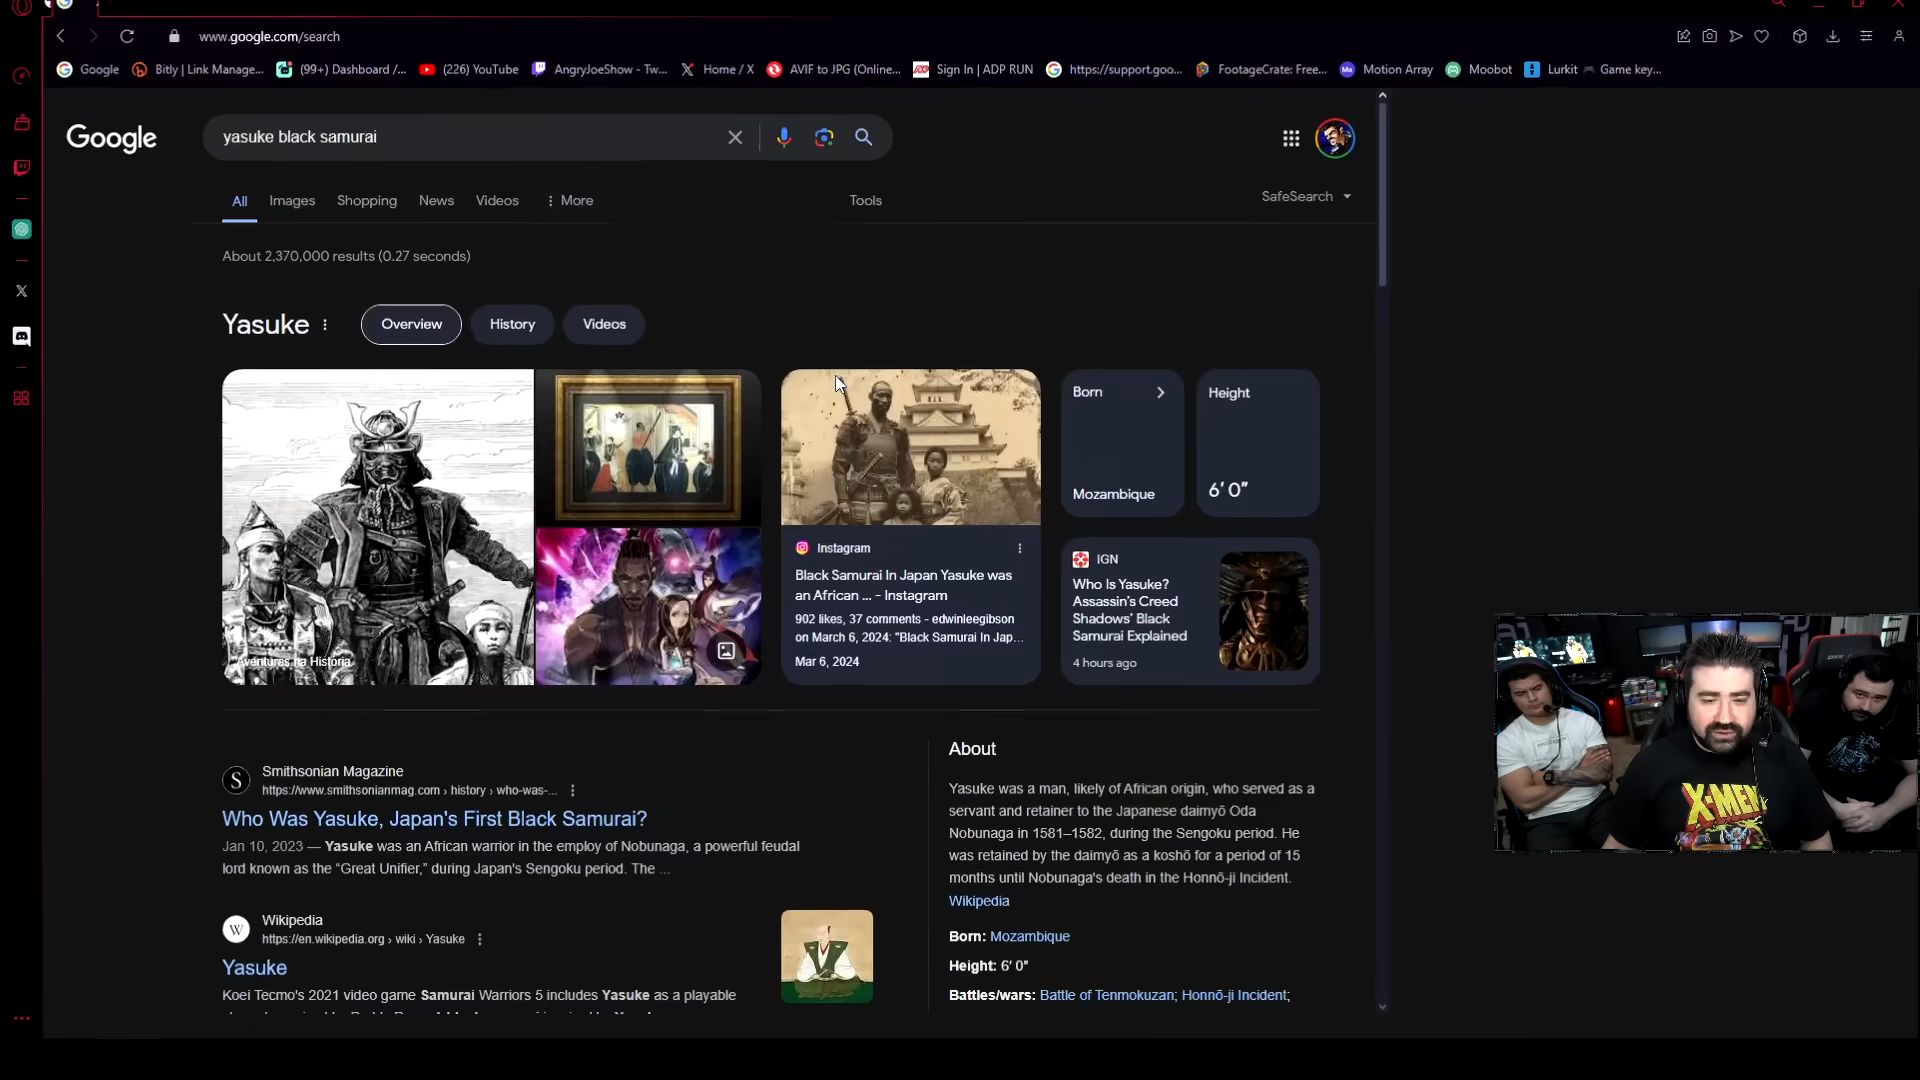 www.google.com/search
Google
Bitly | Link Manage...
(99+) Dashboard /...
(226) YouTube
AngryJoeShow - Tw...
Home / X
AVIF to JPG (Online...
Sign In | ADP RUN
https://support.goo...
FootageCrate: Free...
Motion Array
Moobot
Lurkit
Game key...
Google
yasuke black samurai
All
Images
Shopping
News
Videos
More
Tools
SafeSearch
About 2,370,000 results (0.27 seconds)
Yasuke
Overview
History
Videos
Aventuras na História
Instagram
Black Samurai In Japan Yasuke was
an African ... - Instagram
902 likes, 37 comments - edwinleegibson
on March 6, 2024: "Black Samurai In Jap...
Mar 6, 2024
Born
Mozambique
Height
6′ 0″
IGN
Who Is Yasuke?
Assassin's Creed
Shadows' Black
Samurai Explained
4 hours ago
Smithsonian Magazine
https://www.smithsonianmag.com › history › who-was-...
Who Was Yasuke, Japan's First Black Samurai?
Jan 10, 2023 — Yasuke was an African warrior in the employ of Nobunaga, a powerful feudal
lord known as the “Great Unifier,” during Japan's Sengoku period. The ...
W
Wikipedia
https://en.wikipedia.org › wiki › Yasuke
Yasuke
Koei Tecmo's 2021 video game Samurai Warriors 5 includes Yasuke as a playable
About
Yasuke was a man, likely of African origin, who served as a
servant and retainer to the Japanese daimyō Oda
Nobunaga in 1581–1582, during the Sengoku period. He
was retained by the daimyō as a koshō for a period of 15
months until Nobunaga's death in the Honnō-ji Incident.
Wikipedia
Born: Mozambique
Height: 6′ 0″
Battles/wars: Battle of Tenmokuzan; Honnō-ji Incident;
X-MEN